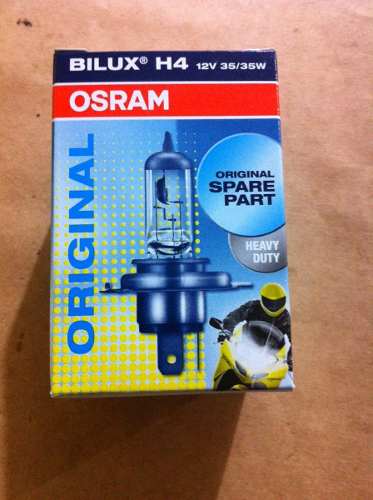 BILUX® H4 12V 35/35W
OSRAM
ORIGINAL
ORIGINAL
SPARE
PART
HEAVY
DUTY